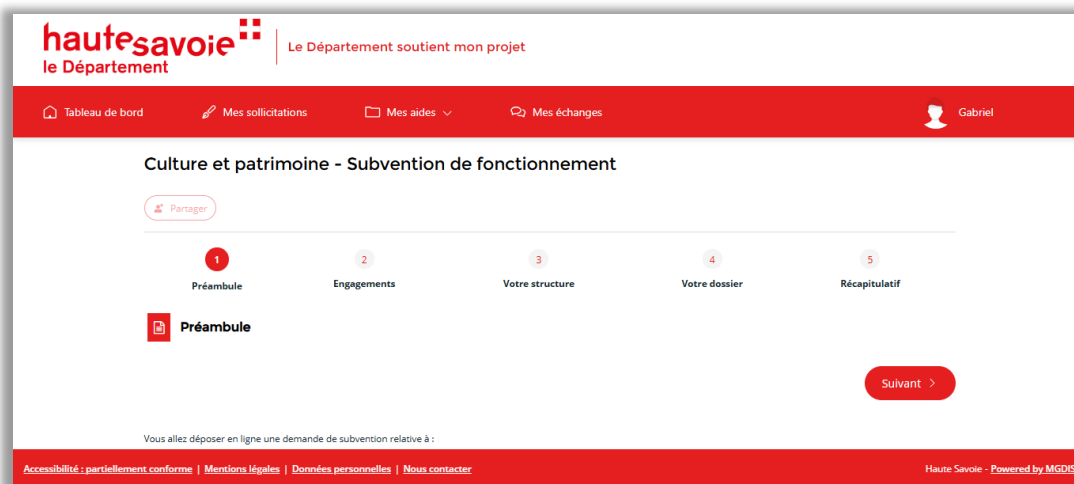 hautesavoie
le Département
Le Département soutient mon projet
Tableau de bord Mes sollicitations Mes aides Mes échanges Gabriel
Culture et patrimoine - Subvention de fonctionnement
Partager
1 2 3 4 5
Préambule Engagements Votre structure Votre dossier Récapitulatif
Préambule
Suivant >
Vous allez déposer en ligne une demande de subvention relative à :
Accessibilité : partiellement conforme | Mentions légales | Données personnelles | Nous contacter Haute Savoie - Powered by MGDIS